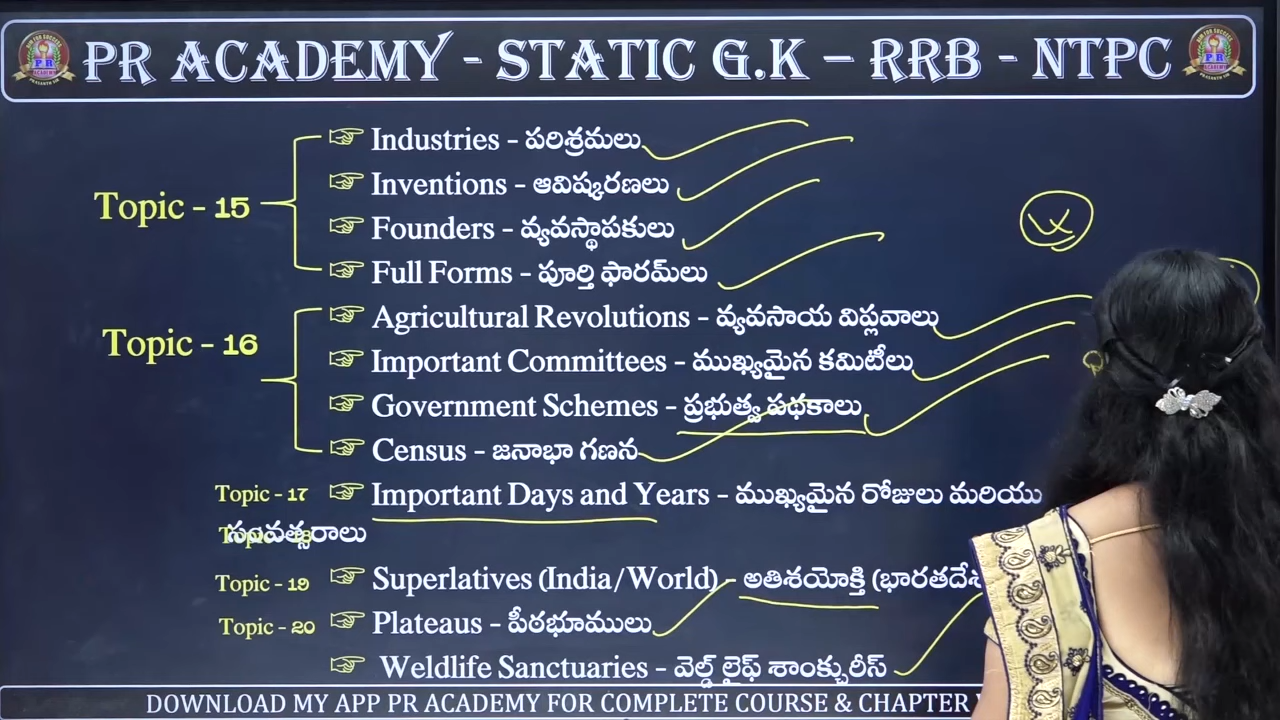 PR ACADEMY - STATIC G.K – RRB - NTPC
Topic - 15
Industries - పరిశ్రమలు
Inventions - ఆవిష్కరణలు
Founders - వ్యవస్థాపకులు
Full Forms - పూర్తి ఫారమ్‌లు
Topic - 16
Agricultural Revolutions - వ్యవసాయ విప్లవాలు
Important Committees - ముఖ్యమైన కమిటీలు
Government Schemes - ప్రభుత్వ పథకాలు
Census - జనాభా గణన
Topic - 17 Important Days and Years - ముఖ్యమైన రోజులు మరియు
సంవత్సరాలు
Topic - 18
Topic - 19 Superlatives (India/World) - అతిశయోక్తి (భారతదేశ
Topic - 20 Plateaus - పీఠభూములు
Weldlife Sanctuaries - వెల్డ్ లైఫ్ శాంక్చురీస్
DOWNLOAD MY APP PR ACADEMY FOR COMPLETE COURSE & CHAPTER